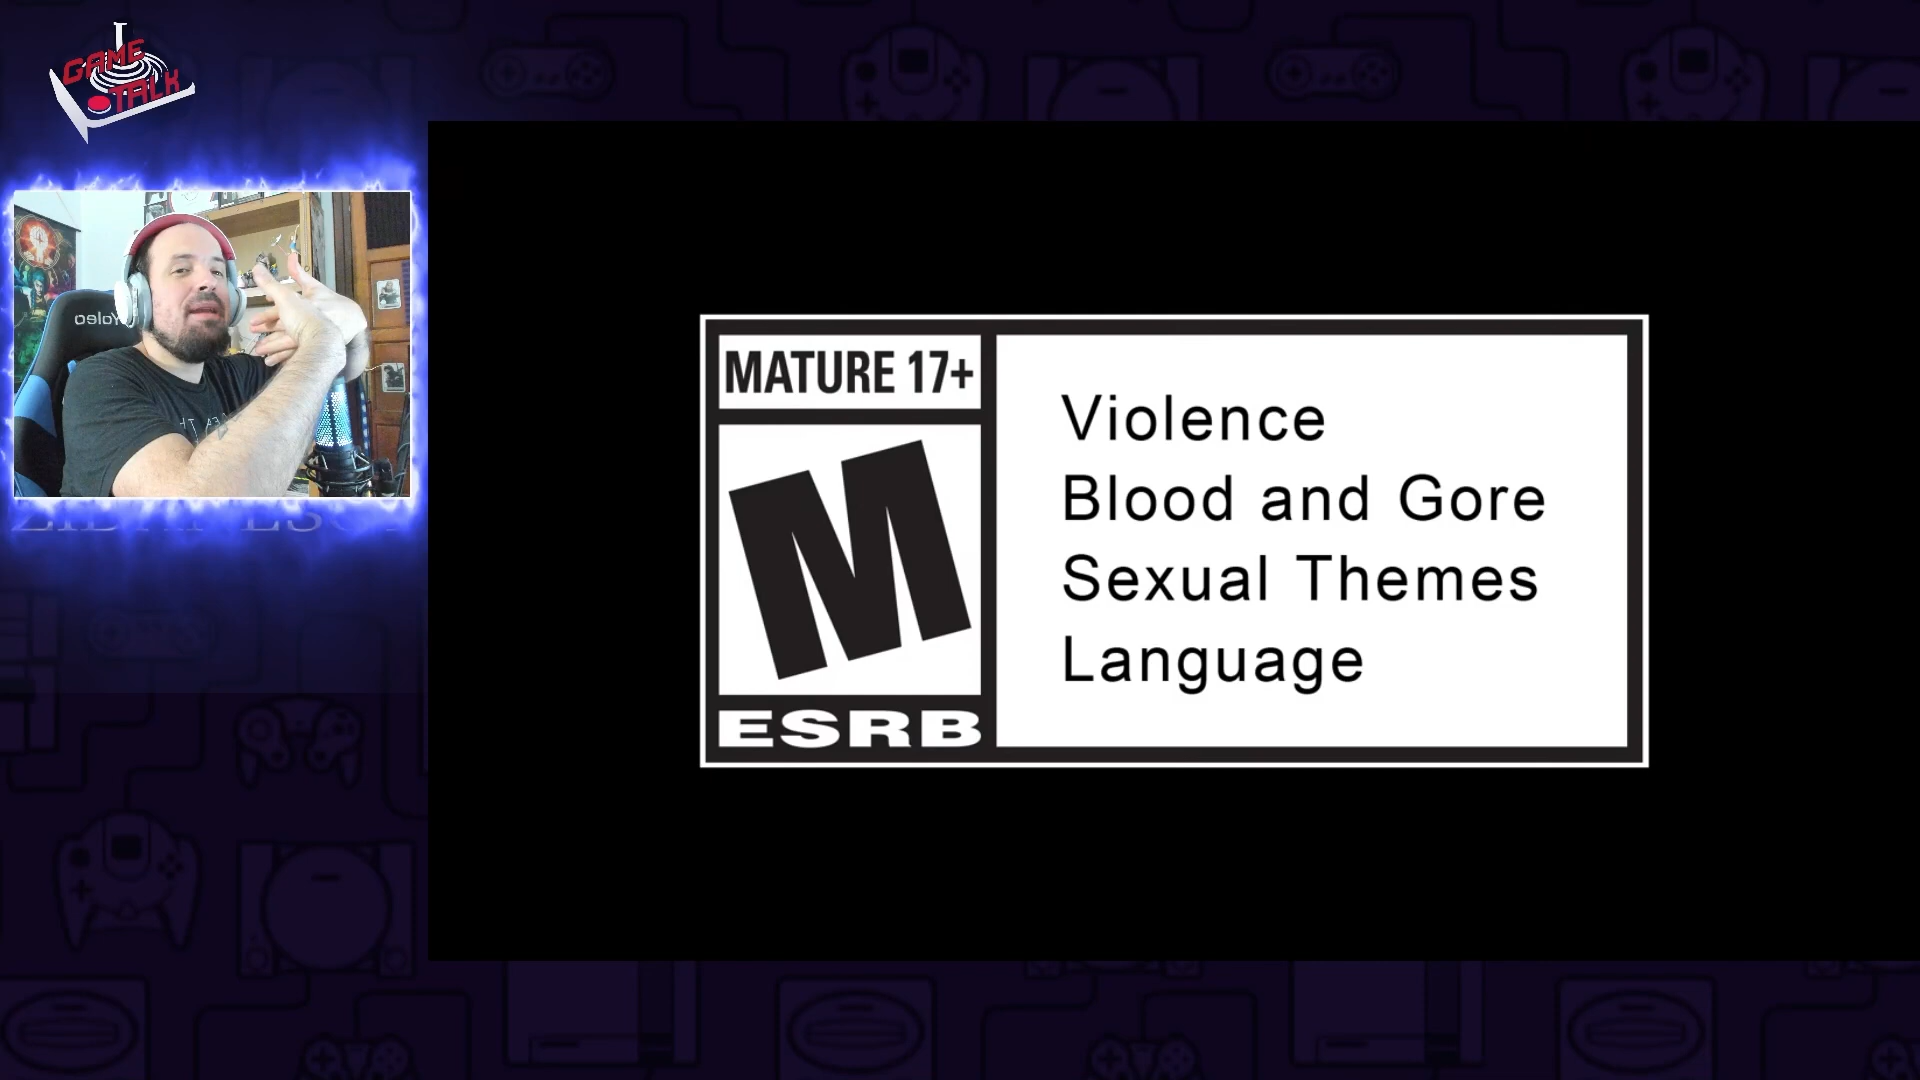 GAME
TALK
MATURE 17+
M
ESRB
Violence
Blood and Gore
Sexual Themes
Language